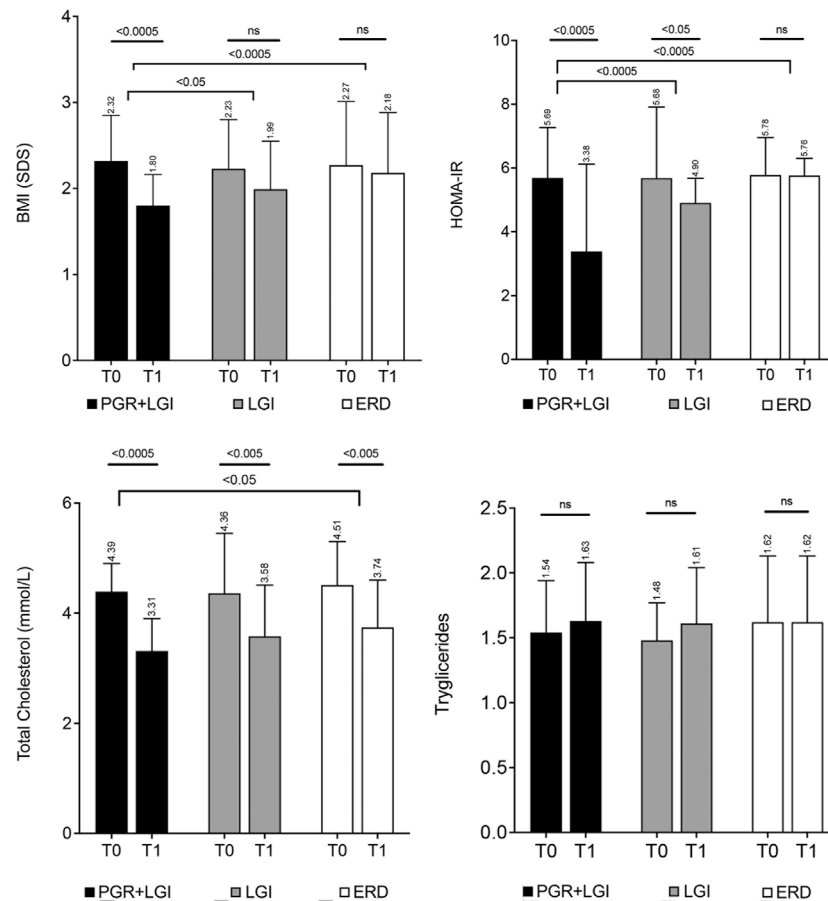 <0.0005 ns ns
<0.0005
<0.05
4
3
2
1
0
BMI (SDS)
2.32 1.80 2.23 1.99 2.27 2.18
T0 T1 T0 T1 T0 T1
PGR+LGI LGI ERD
<0.0005 <0.05 ns
<0.0005
<0.0005
10
8
6
4
2
0
HOMA-IR
5.69 3.38 5.68 4.90 5.78 5.76
T0 T1 T0 T1 T0 T1
PGR+LGI LGI ERD
<0.0005 <0.005 <0.005
<0.05
6
4
2
0
Total Cholesterol (mmol/L)
4.39 3.31 4.36 3.58 4.51 3.74
T0 T1 T0 T1 T0 T1
PGR+LGI LGI ERD
ns ns ns
2.5
2.0
1.5
1.0
0.5
0.0
Tryglicerides
1.54 1.63 1.48 1.61 1.62 1.62
T0 T1 T0 T1 T0 T1
PGR+LGI LGI ERD